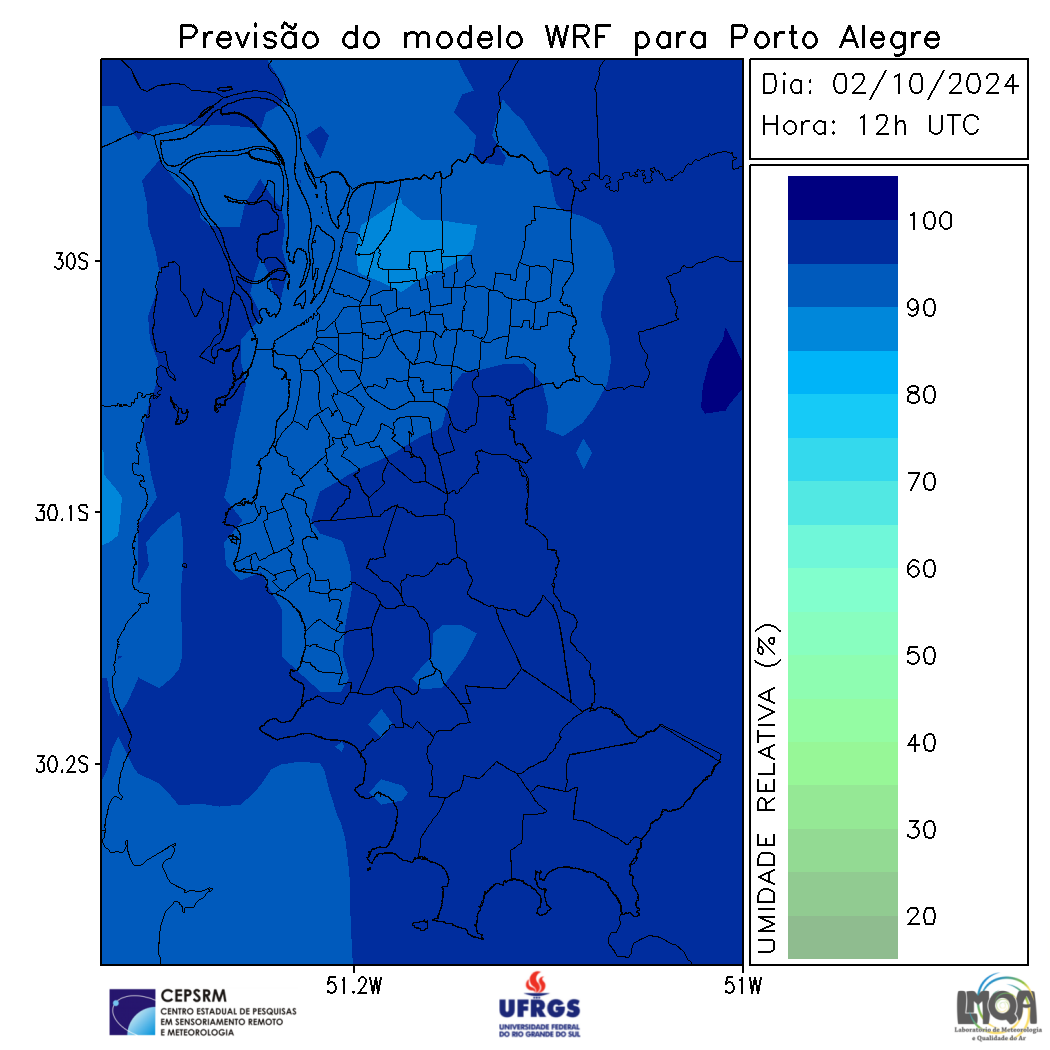 Previsão do modelo WRF para Porto Alegre
Dia: 02/10/2024
Hora: 12h UTC
30S
30.1S
30.2S
51.2W
51W
100
90
80
70
60
50
40
30
20
UMIDADE RELATIVA (%)
CEPSRM
CENTRO ESTADUAL DE PESQUISAS
EM SENSORIAMENTO REMOTO
E METEOROLOGIA
UFRGS
UNIVERSIDADE FEDERAL
DO RIO GRANDE DO SUL
LMQA
Laboratório de Meteorologia
e Qualidade do Ar